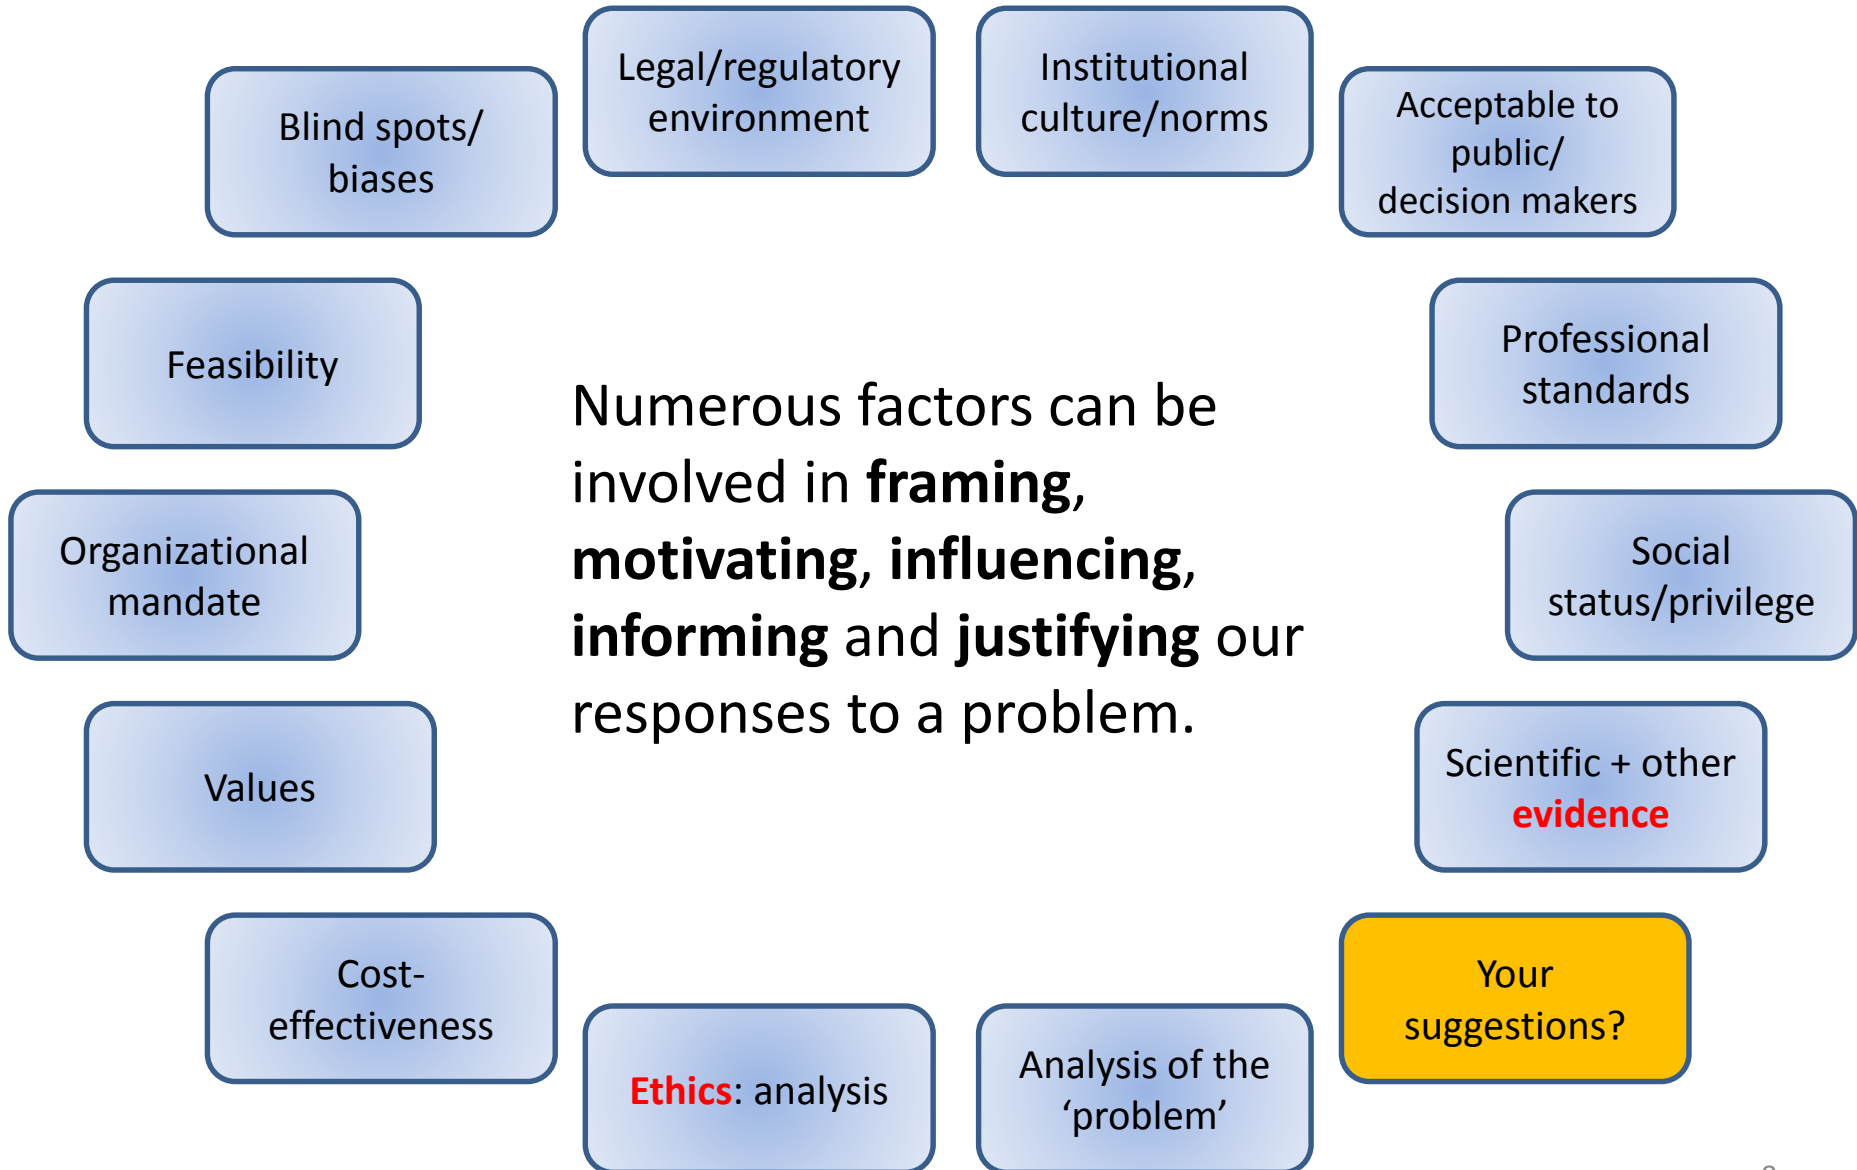 Legal/regulatory
environment
Institutional
culture/norms
Blind spots/
biases
Acceptable to
public/
decision makers
Feasibility
Professional
standards
Numerous factors can be
involved in framing,
motivating, influencing,
informing and justifying our
responses to a problem.
Organizational
mandate
Social
status/privilege
Values
Scientific + other
evidence
Cost-
effectiveness
Your
suggestions?
Ethics: analysis
Analysis of the
‘problem’